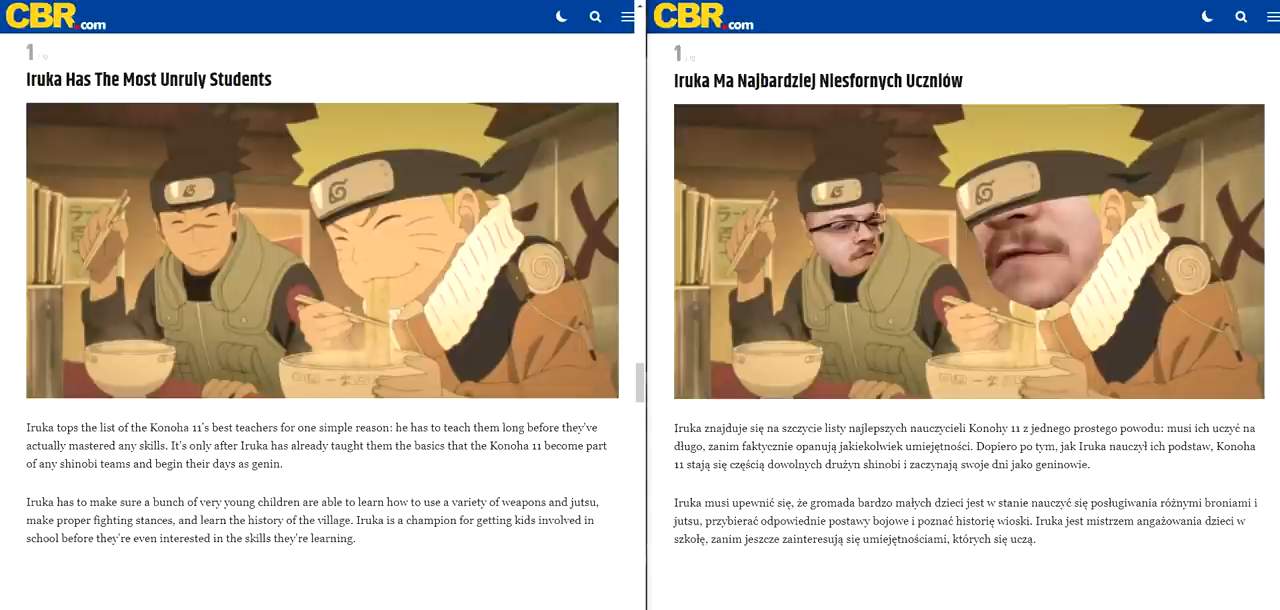 CBR.com
1
Iruka Has The Most Unruly Students
Iruka tops the list of the Konoha 11's best teachers for one simple reason: he has to teach them long before they've
actually mastered any skills. It's only after Iruka has already taught them the basics that the Konoha 11 become part
of any shinobi teams and begin their days as genin.
Iruka has to make sure a bunch of very young children are able to learn how to use a variety of weapons and jutsu,
make proper fighting stances, and learn the history of the village. Iruka is a champion for getting kids involved in
school before they're even interested in the skills they're learning.
CBR.com
1
Iruka Ma Najbardziej Niesfornych Uczniów
Iruka znajduje się na szczycie listy najlepszych nauczycieli Konohy 11 z jednego prostego powodu: musi ich uczyć na
długo, zanim faktycznie opanują jakiekolwiek umiejętności. Dopiero po tym, jak Iruka nauczył ich podstaw, Konoha
11 stają się częścią dowolnych drużyn shinobi i zaczynają swoje dni jako geninowie.
Iruka musi upewnić się, że gromada bardzo małych dzieci jest w stanie nauczyć się posługiwania różnymi broniami i
jutsu, przybierać odpowiednie postawy bojowe i poznać historię wioski. Iruka jest mistrzem angażowania dzieci w
szkołę, zanim jeszcze zainteresują się umiejętnościami, których się uczą.